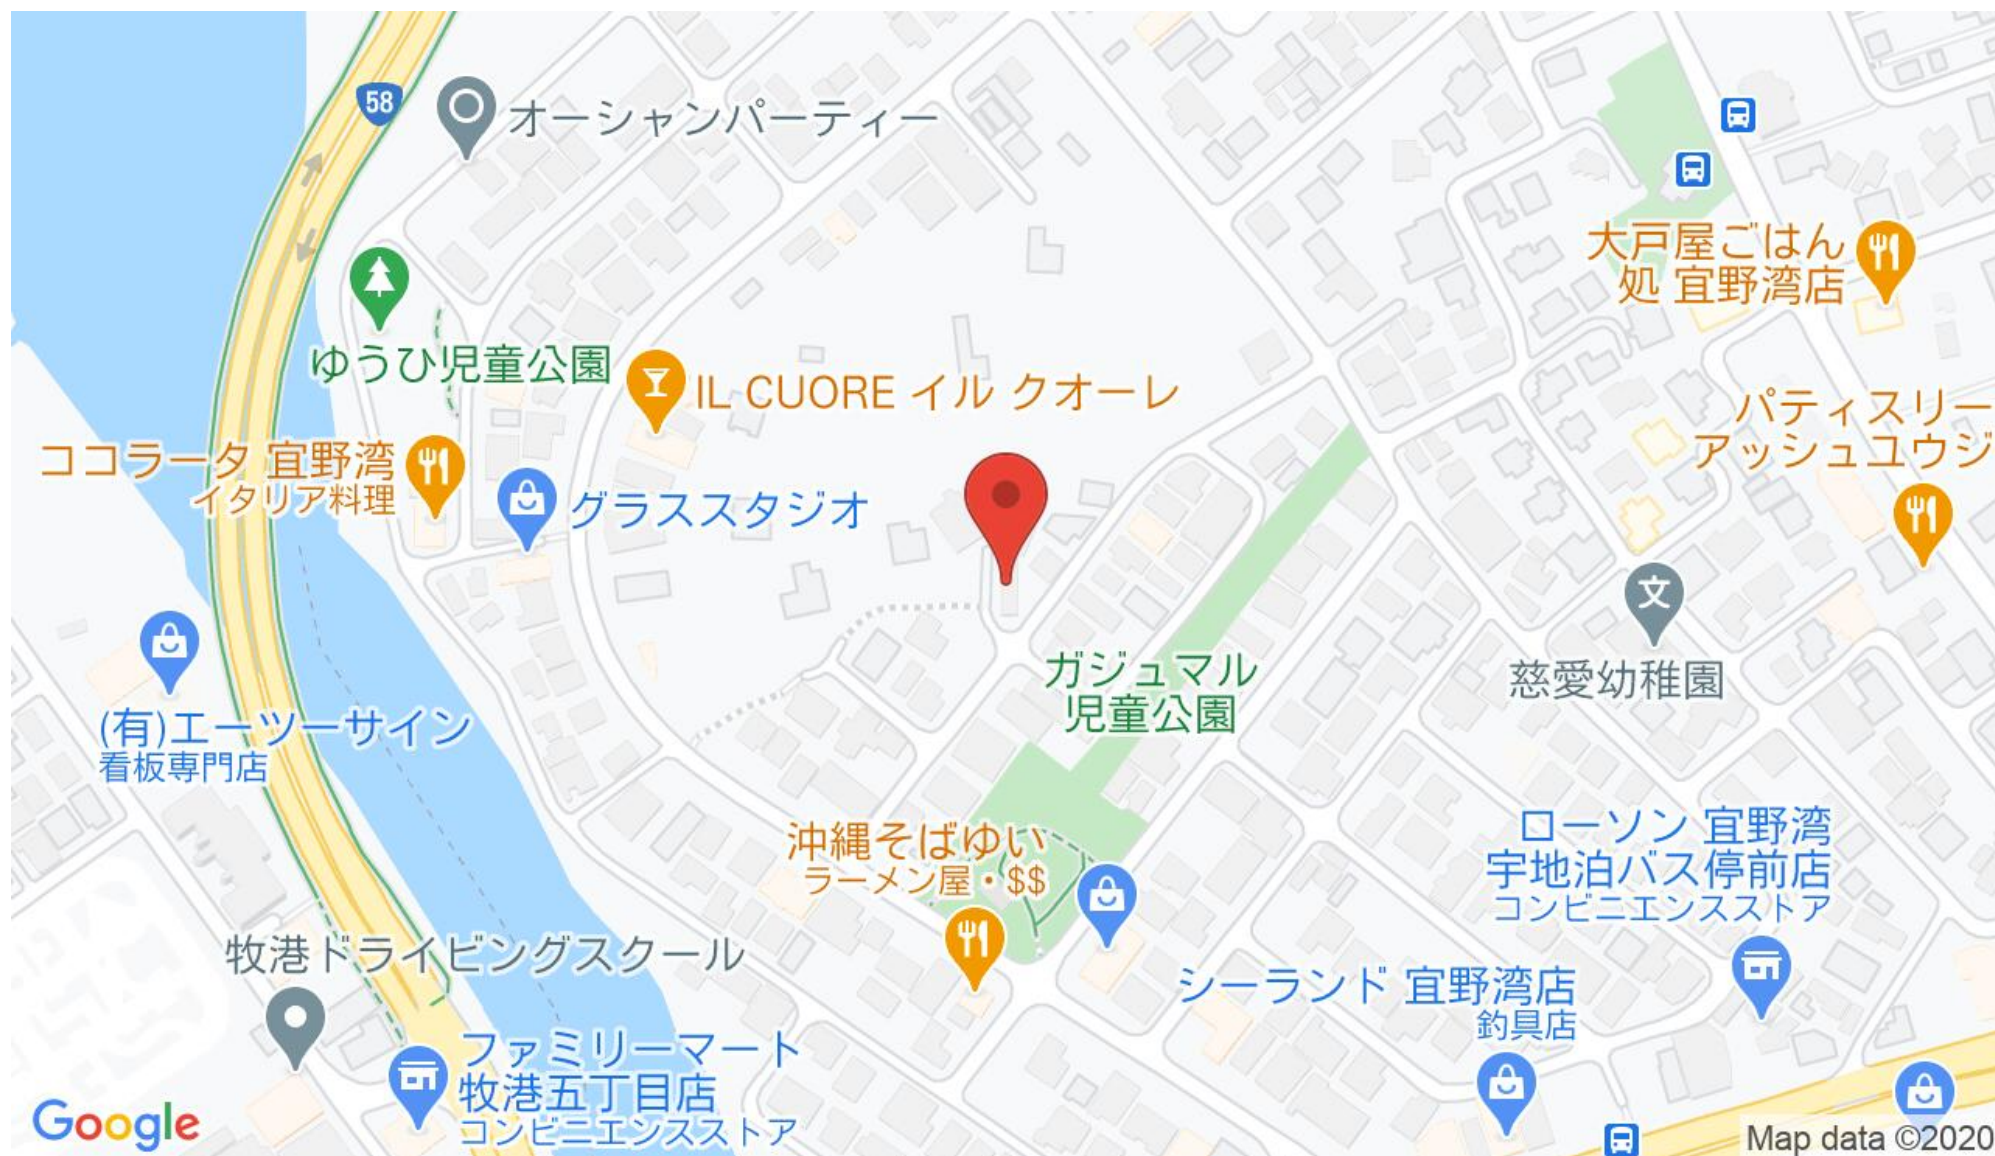 58
オーシャンパーティー
大戸屋ごはん
処 宜野湾店
ゆうひ児童公園
IL CUORE イル クオーレ
パティスリー
アッシュユウジ
ココラータ 宜野湾
イタリア料理
グラススタジオ
文
慈愛幼稚園
ガジュマル
児童公園
(有)エーツーサイン
看板専門店
沖縄そばゆい
ラーメン屋・$$
ローソン 宜野湾
宇地泊バス停前店
コンビニエンスストア
牧港ドライビングスクール
シーランド 宜野湾店
釣具店
ファミリーマート
牧港五丁目店
コンビニエンスストア
Google
Map data ©2020